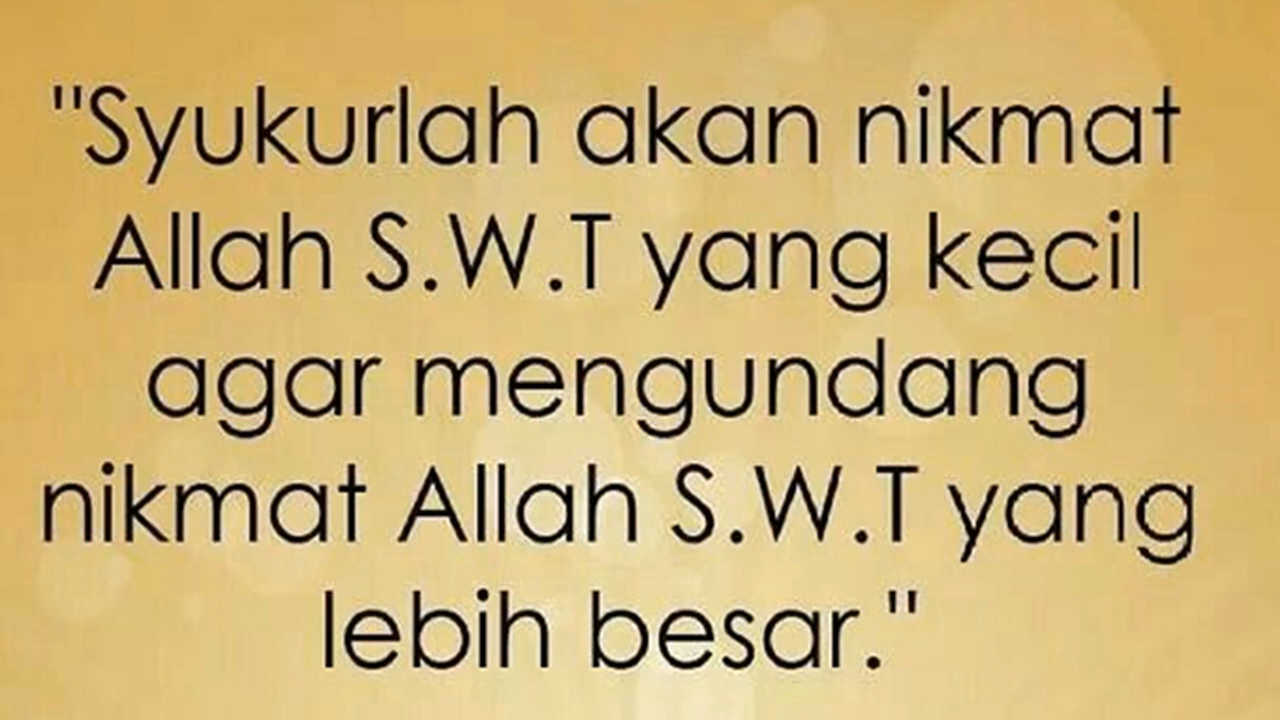 "Syukurlah akan nikmat
Allah S.W.T yang kecil
agar mengundang
nikmat Allah S.W.T yang
lebih besar."